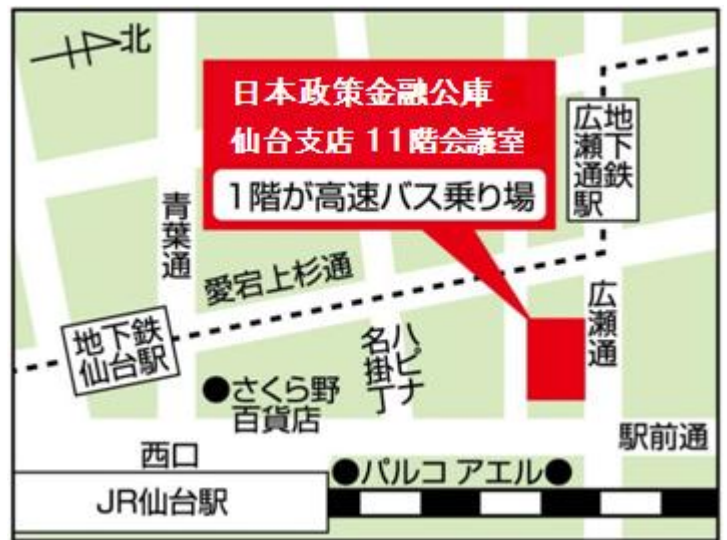 北
日本政策金融公庫
仙台支店 11階会議室
1階が高速バス乗り場
地下鉄
広瀬通駅
青葉通
愛宕上杉通
広瀬通
地下鉄
仙台駅
ハピナ
名掛丁
●さくら野
百貨店
駅前通
西口
●パルコ アエル●
JR仙台駅